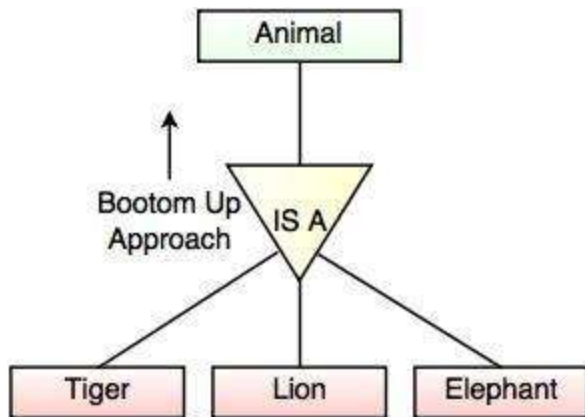 Animal
Bootom Up
Approach
IS A
Tiger
Lion
Elephant